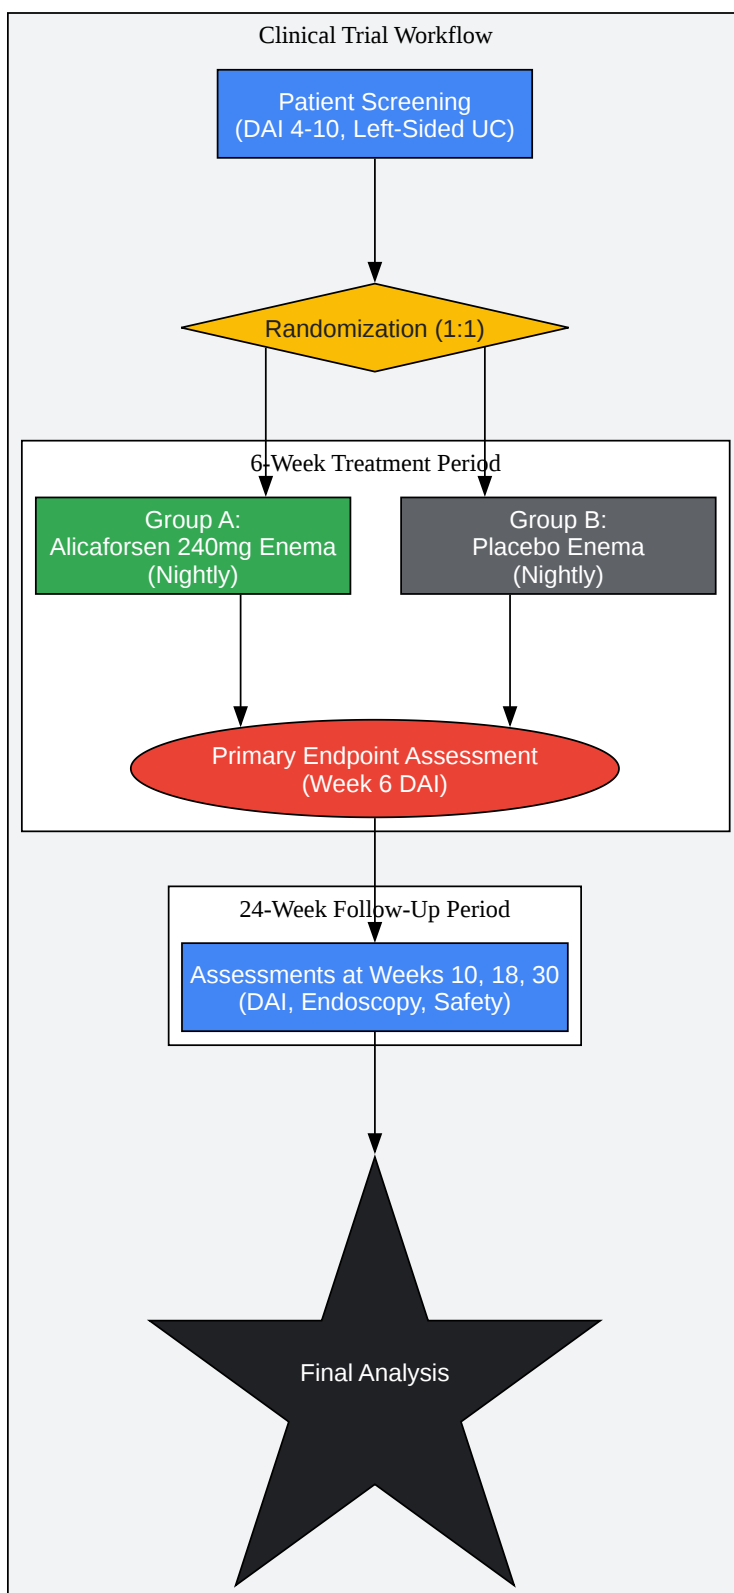 Clinical Trial Workflow
Patient Screening
(DAI 4-10, Left-Sided UC)
Randomization (1:1)
6-Week Treatment Period
Group A:
Alicaforsen 240mg Enema
(Nightly)
Group B:
Placebo Enema
(Nightly)
Primary Endpoint Assessment
(Week 6 DAI)
24-Week Follow-Up Period
Assessments at Weeks 10, 18, 30
(DAI, Endoscopy, Safety)
Final Analysis